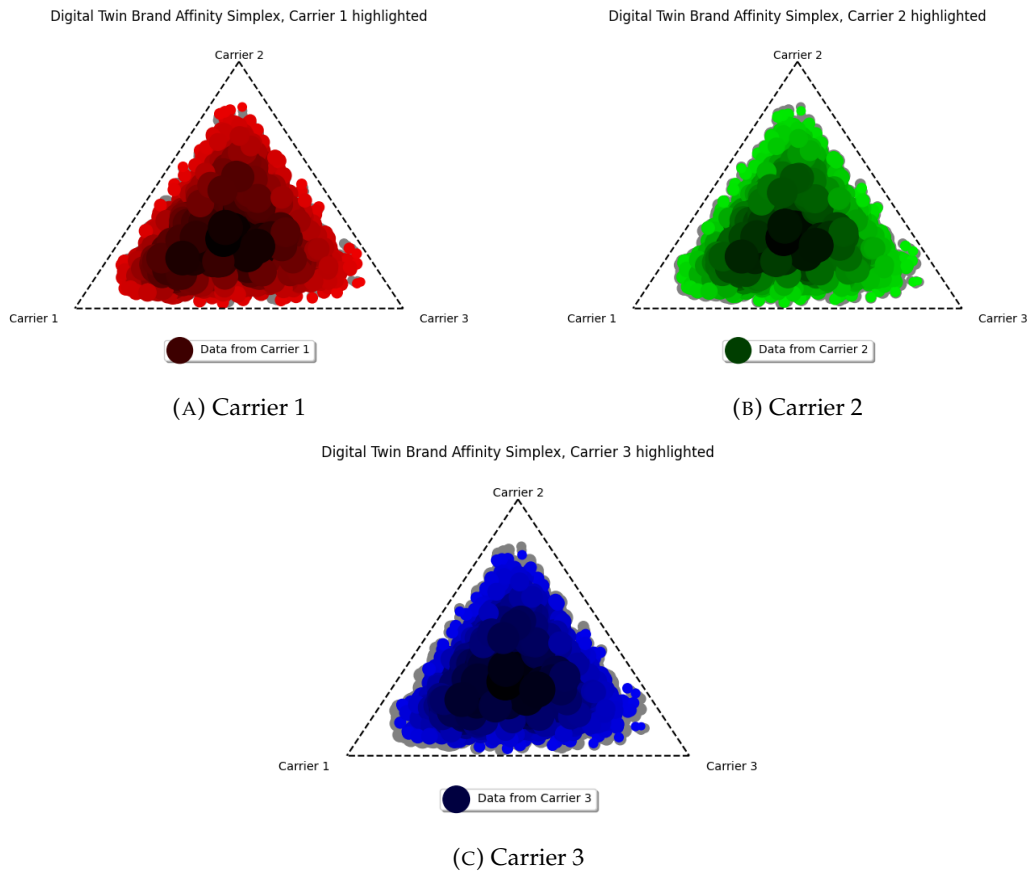 Digital Twin Brand Affinity Simplex, Carrier 1 highlighted
Carrier 2
Carrier 1
Carrier 3
Data from Carrier 1
(A) Carrier 1
Digital Twin Brand Affinity Simplex, Carrier 2 highlighted
Carrier 2
Carrier 1
Carrier 3
Data from Carrier 2
(B) Carrier 2
Digital Twin Brand Affinity Simplex, Carrier 3 highlighted
Carrier 2
Carrier 1
Carrier 3
Data from Carrier 3
(C) Carrier 3